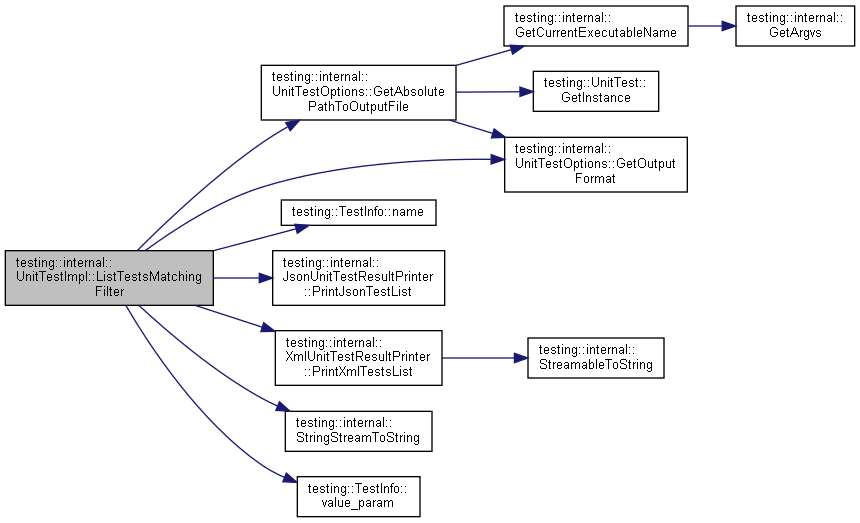 testing::internal::
UnitTestImpl::ListTestsMatching
Filter
testing::internal::
UnitTestOptions::GetAbsolute
PathToOutputFile
testing::internal::
GetCurrentExecutableName
testing::internal::
GetArgvs
testing::UnitTest::
GetInstance
testing::internal::
UnitTestOptions::GetOutput
Format
testing::TestInfo::name
testing::internal::
JsonUnitTestResultPrinter
::PrintJsonTestList
testing::internal::
XmlUnitTestResultPrinter
::PrintXmlTestsList
testing::internal::
StreamableToString
testing::internal::
StringStreamToString
testing::TestInfo::
value_param